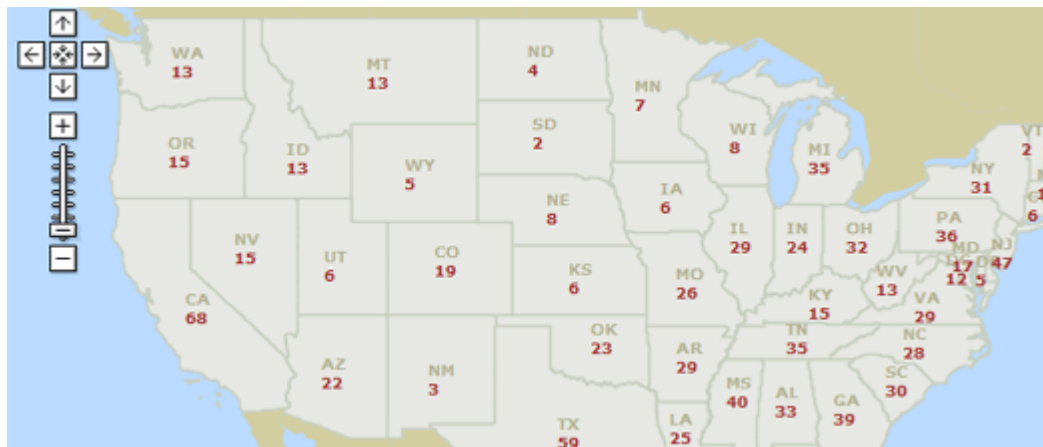 WA
13
MT
13
ND
4
MN
7
OR
15
ID
13
WY
5
SD
2
WI
8
MI
35
VT
2
NY
31
1
6
NV
15
UT
6
CO
19
NE
8
IA
6
IL
29
IN
24
OH
32
PA
36
MD
17
NJ
47
12
5
CA
68
KS
6
MO
26
KY
15
WV
13
VA
29
AZ
22
NM
3
OK
23
AR
29
TN
35
NC
28
SC
30
TX
59
LA
25
MS
40
AL
33
GA
39